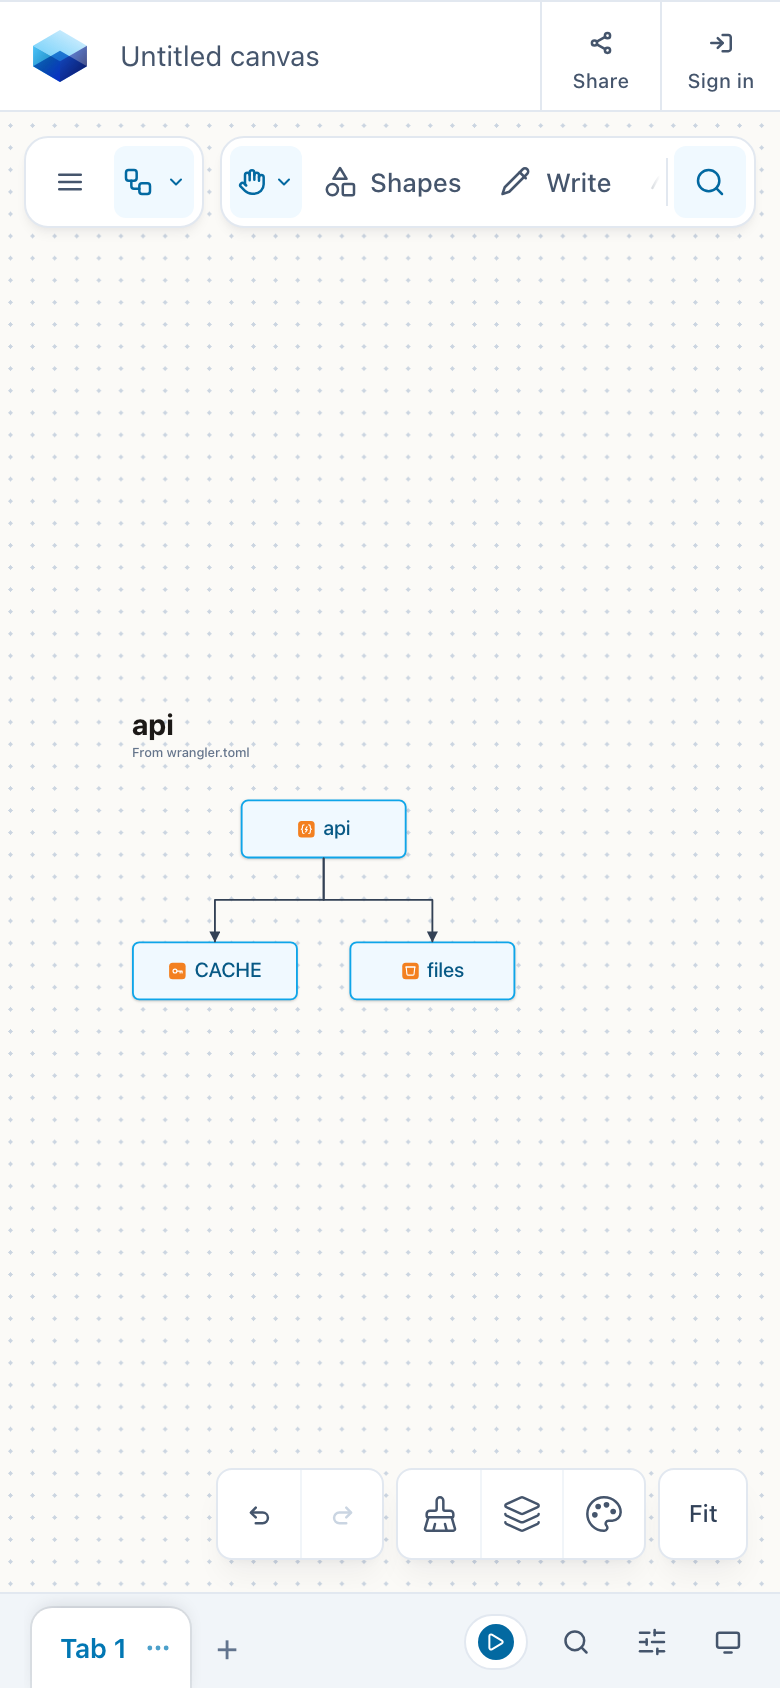 Untitled canvas
Share
Sign in
Shapes
Write
api
From wrangler.toml
api
CACHE
files
Fit
Tab 1